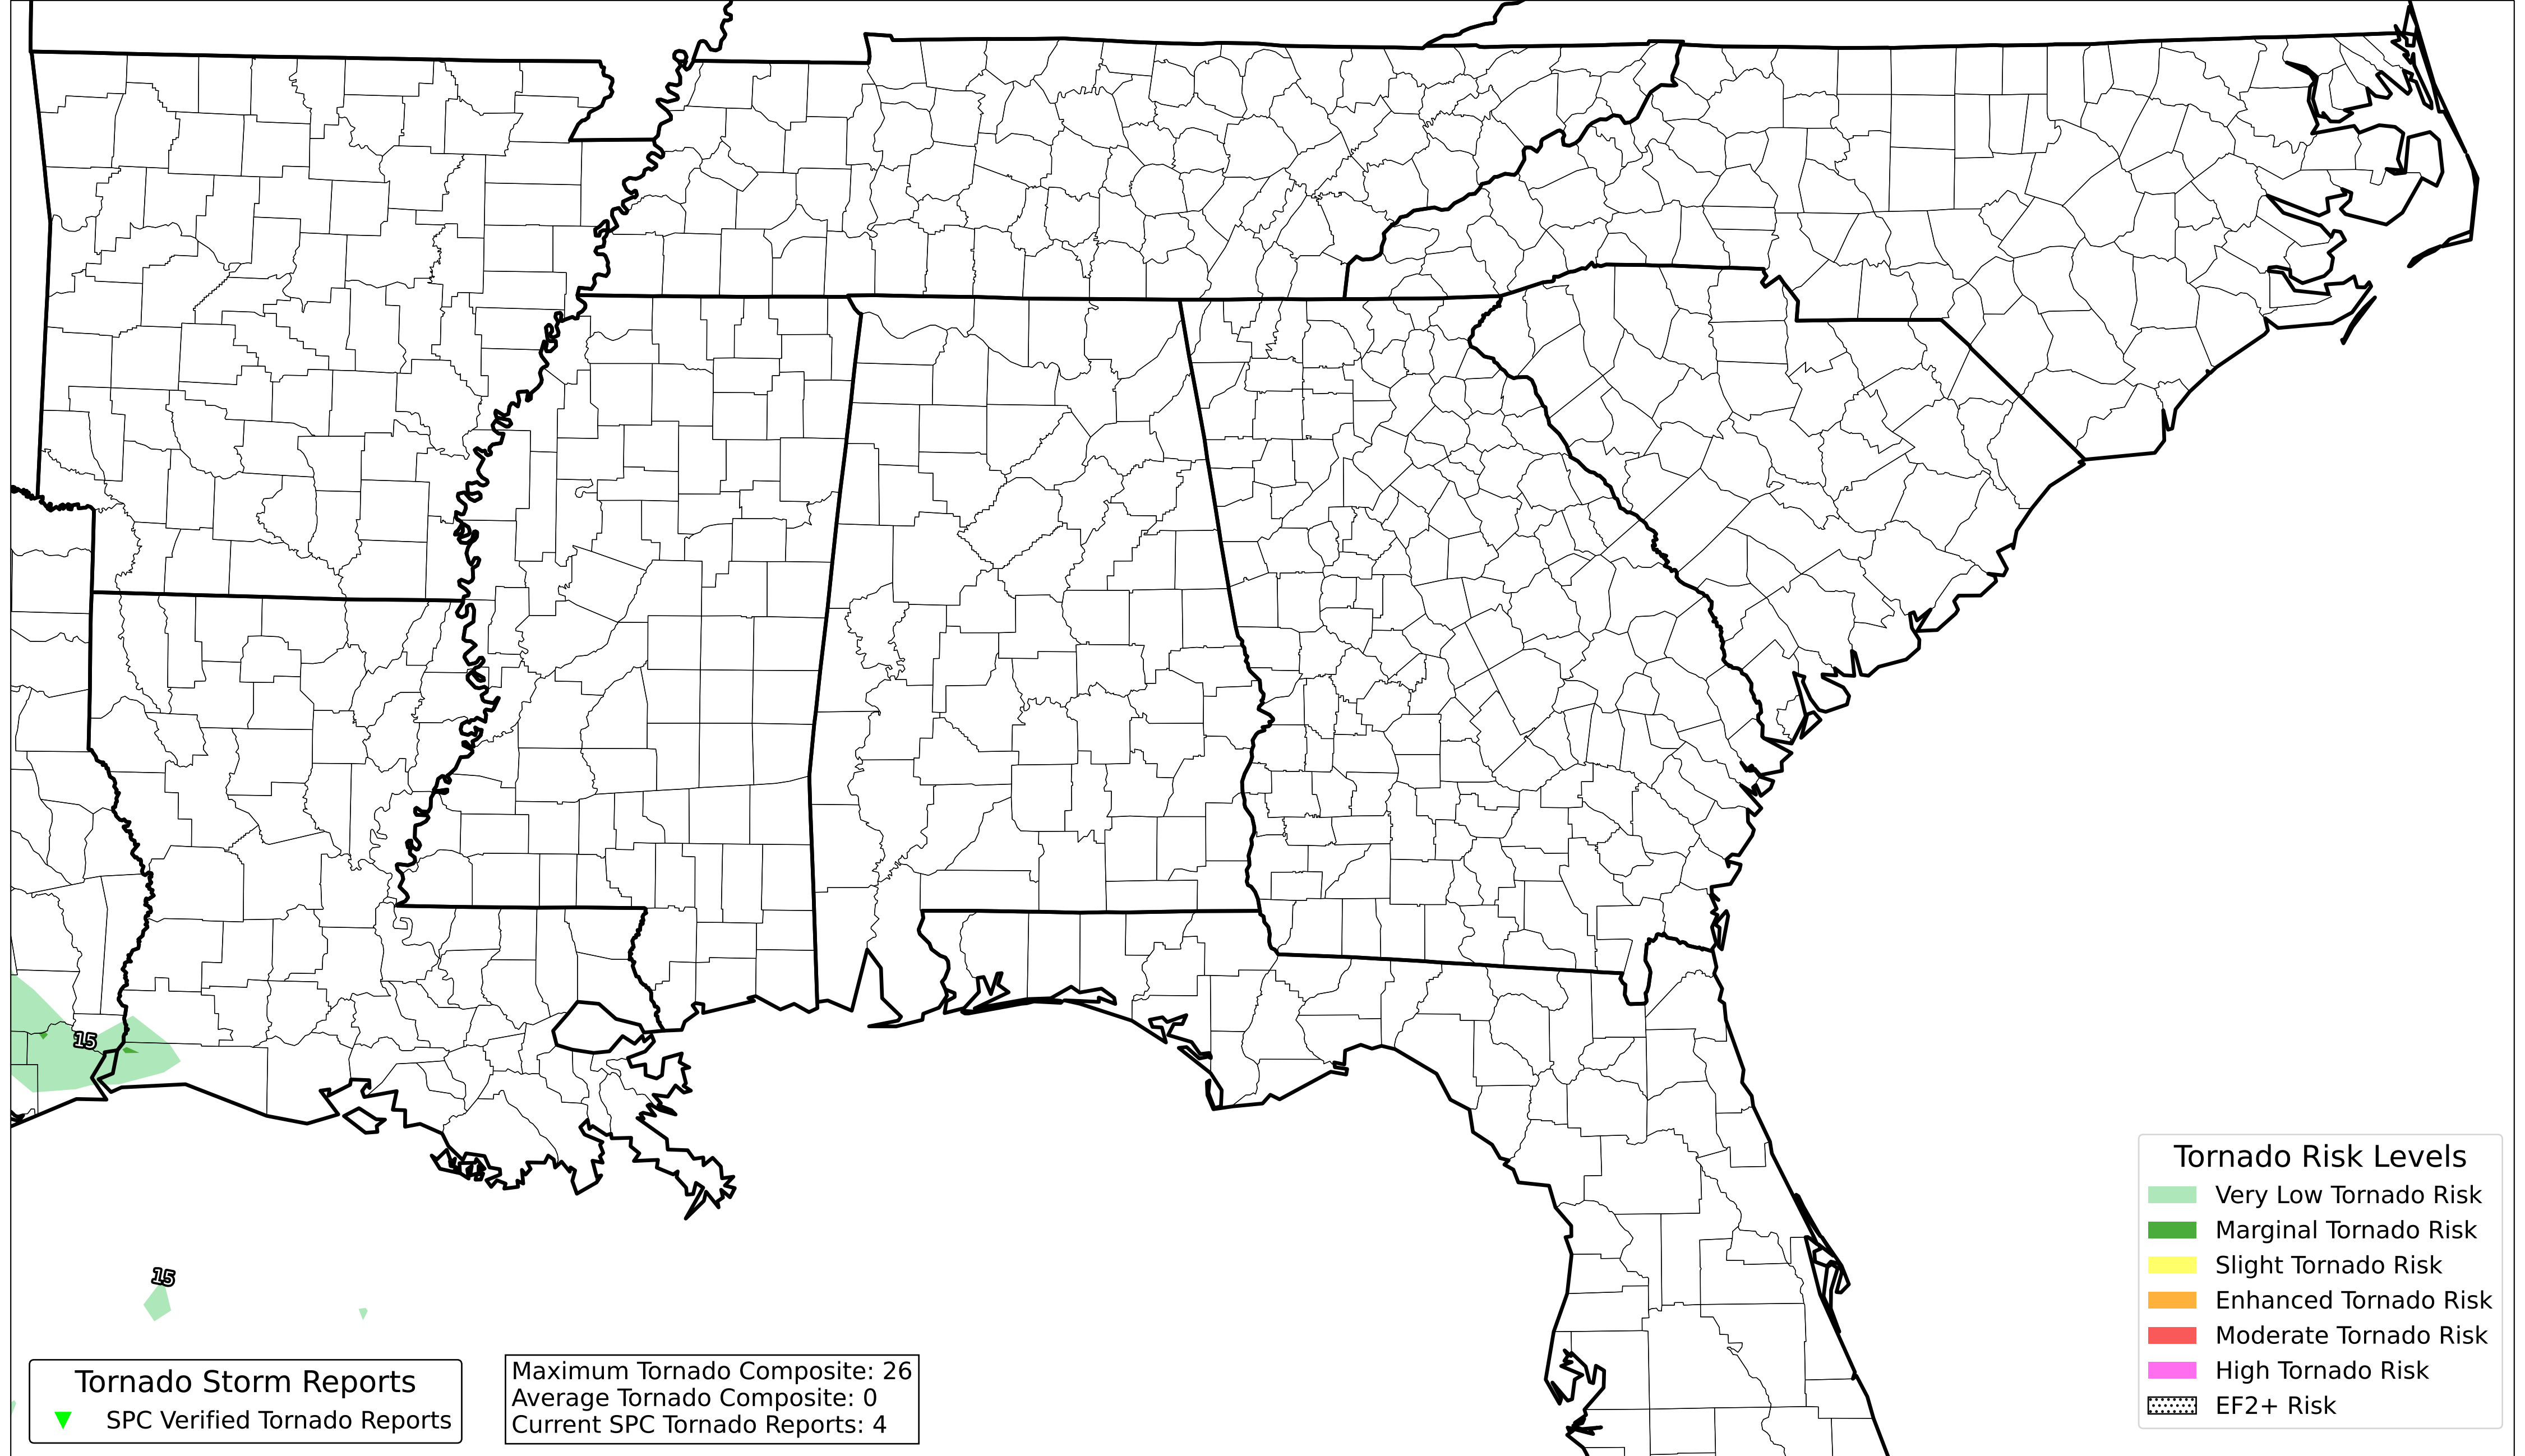 15
15
Tornado Storm Reports
SPC Verified Tornado Reports
Maximum Tornado Composite: 26
Average Tornado Composite: 0
Current SPC Tornado Reports: 4
Tornado Risk Levels
Very Low Tornado Risk
Marginal Tornado Risk
Slight Tornado Risk
Enhanced Tornado Risk
Moderate Tornado Risk
High Tornado Risk
EF2+ Risk